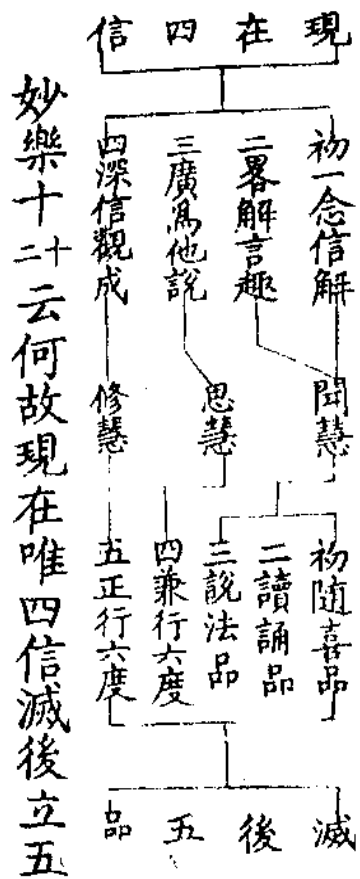 現在四信
初一念信解
二畧解言趣
三廣爲他說
四深信觀成
聞慧
思慧
修慧
初隨喜品
二讀誦品
三說法品
四兼行六度
五正行六度
滅後五品
妙樂十二十云何故現在唯四信滅後立五